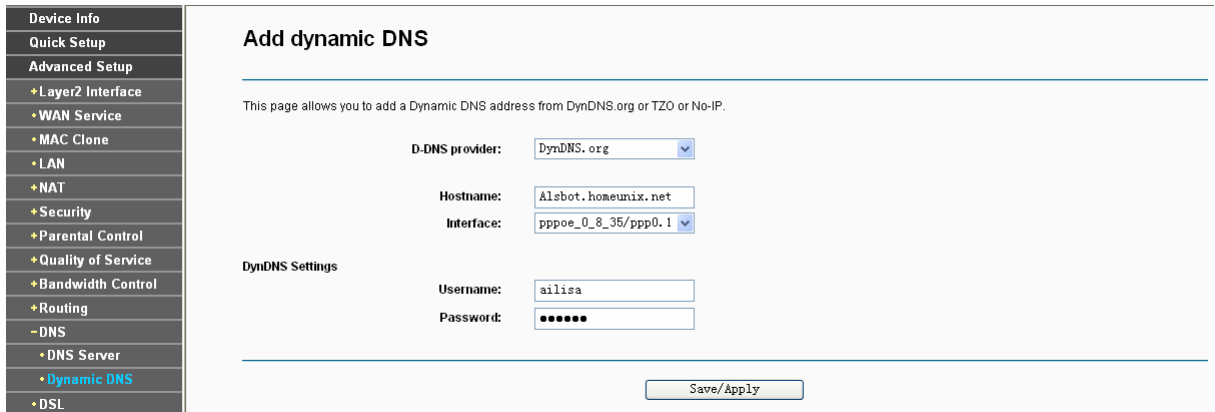 Device Info
Quick Setup
Advanced Setup
+Layer2 Interface
•WAN Service
•MAC Clone
•LAN
+NAT
+Security
+Parental Control
+Quality of Service
+Bandwidth Control
+Routing
−DNS
•DNS Server
•Dynamic DNS
•DSL
Add dynamic DNS
This page allows you to add a Dynamic DNS address from DynDNS.org or TZO or No-IP.
D-DNS provider: DynDNS.org
Hostname: Alsbot.homeunix.net
Interface: pppoe_0_8_35/ppp0.1
DynDNS Settings
Username: ailisa
Password: ●●●●●●
Save/Apply